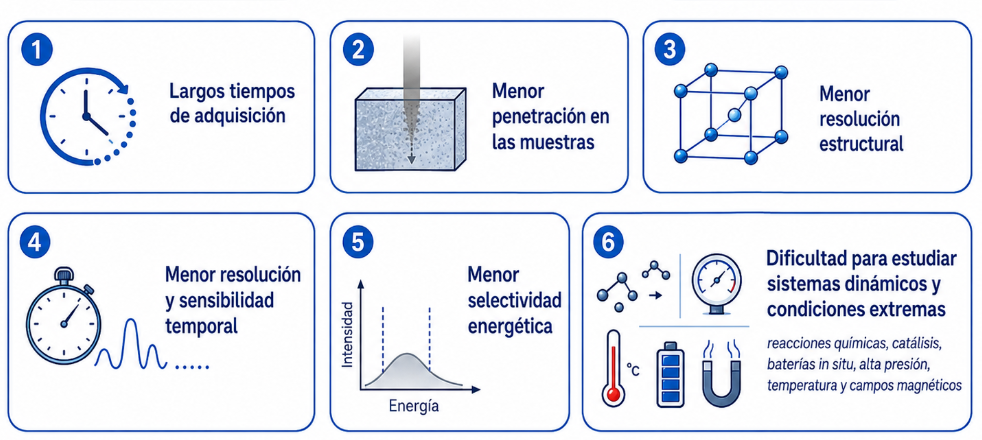 1
Largos tiempos
de adquisición
2
Menor
penetración en
las muestras
3
Menor
resolución
estructural
4
Menor resolución
y sensibilidad
temporal
5
Menor
selectividad
energética
Intensidad
Energía
6
Dificultad para estudiar
sistemas dinámicos y
condiciones extremas
reacciones químicas, catálisis,
baterías in situ, alta presión,
temperatura y campos magnéticos
°C